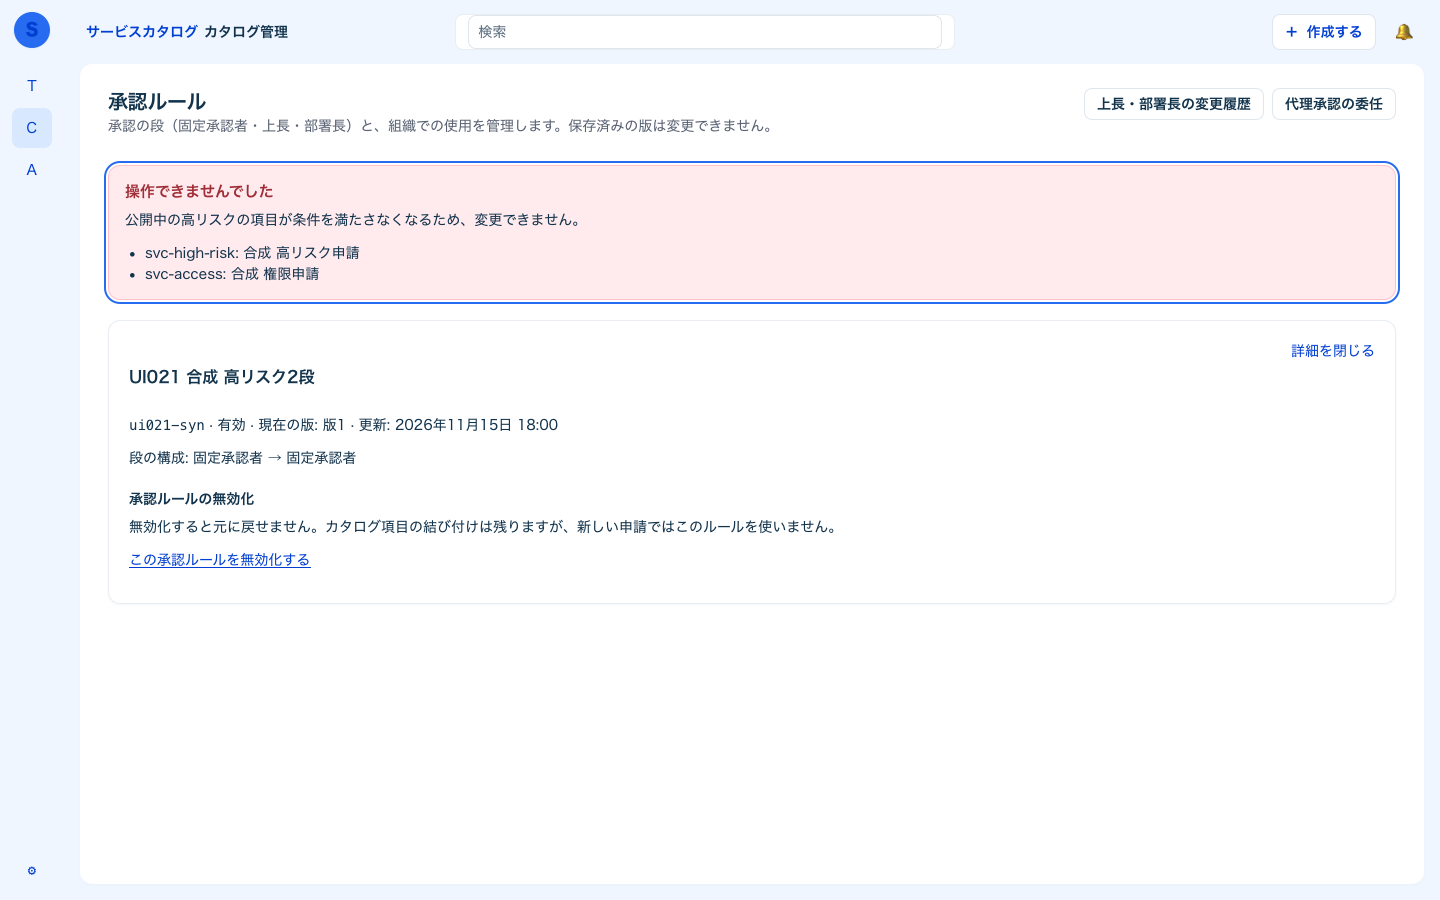 S
サービスカタログ カタログ管理
検索
+ 作成する
T
C
A
承認ルール
承認の段（固定承認者・上長・部署長）と、組織での使用を管理します。保存済みの版は変更できません。
上長・部署長の変更履歴
代理承認の委任
操作できませんでした
公開中の高リスクの項目が条件を満たさなくなるため、変更できません。
• svc-high-risk: 合成 高リスク申請
• svc-access: 合成 権限申請
詳細を閉じる
UI021 合成 高リスク2段
ui021-syn · 有効 · 現在の版: 版1 · 更新: 2026年11月15日 18:00
段の構成: 固定承認者 → 固定承認者
承認ルールの無効化
無効化すると元に戻せません。カタログ項目の結び付けは残りますが、新しい申請ではこのルールを使いません。
この承認ルールを無効化する